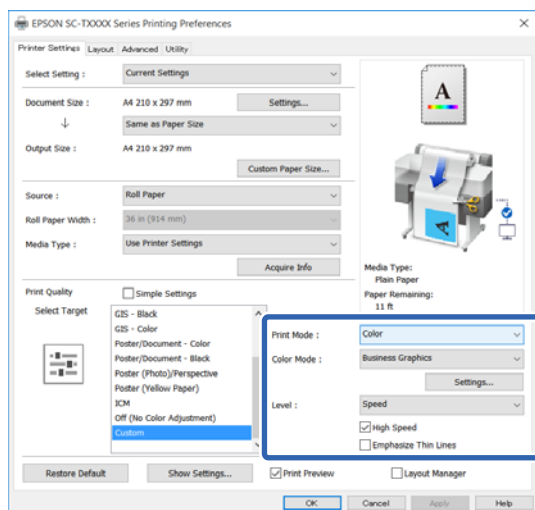 EPSON SC-TXXXX Series Printing Preferences
Printer Settings Layout Advanced Utility
Select Setting : Current Settings
Document Size : A4 210 x 297 mm Settings...
Same as Paper Size
Output Size : A4 210 x 297 mm
Custom Paper Size...
Source : Roll Paper
Roll Paper Width : 36 in (914 mm)
Media Type : Use Printer Settings
Acquire Info
A
Media Type:
Plain Paper
Paper Remaining:
11 ft
Print Quality Simple Settings
Select Target
GIS - Black
GIS - Color
Poster/Document - Color
Poster/Document - Black
Poster (Photo)/Perspective
Poster (Yellow Paper)
ICM
Off (No Color Adjustment)
Custom
Print Mode : Color
Color Mode : Business Graphics
Settings...
Level : Speed
High Speed
Emphasize Thin Lines
Restore Default Show Settings... Print Preview Layout Manager
OK Cancel Apply Help